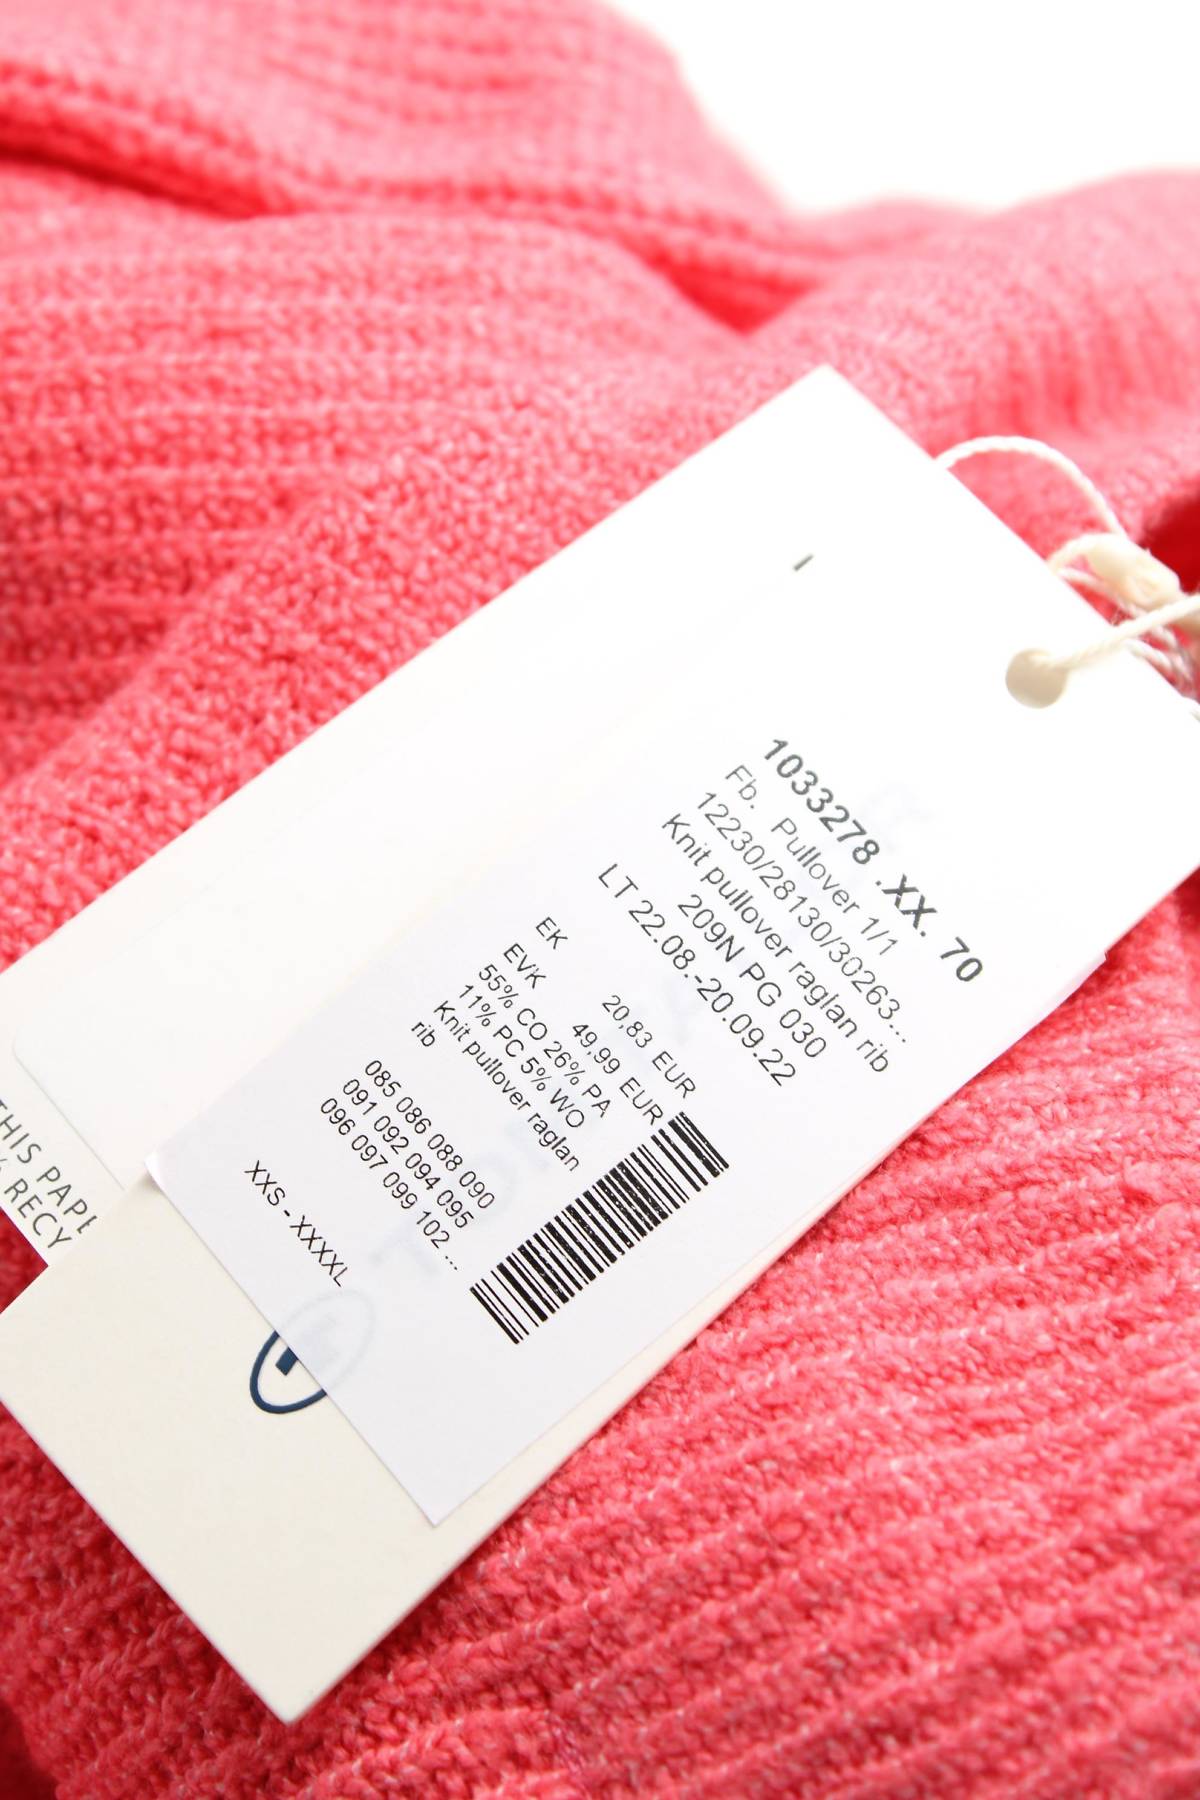 1033278 .XX. 70
Fb. Pullover 1/1
12230/28130/30263...
Knit pullover raglan rib
209N PG 030
LT 22.08.-20.09.22
EK 20,83 EUR
EVK 49,99 EUR
55% CO 26% PA
11% PC 5% WO
Knit pullover raglan
rib
085 086 088 090
091 092 094 095
096 097 099 102 ...
XXS - XXXXL
THIS PAPE
% RECY